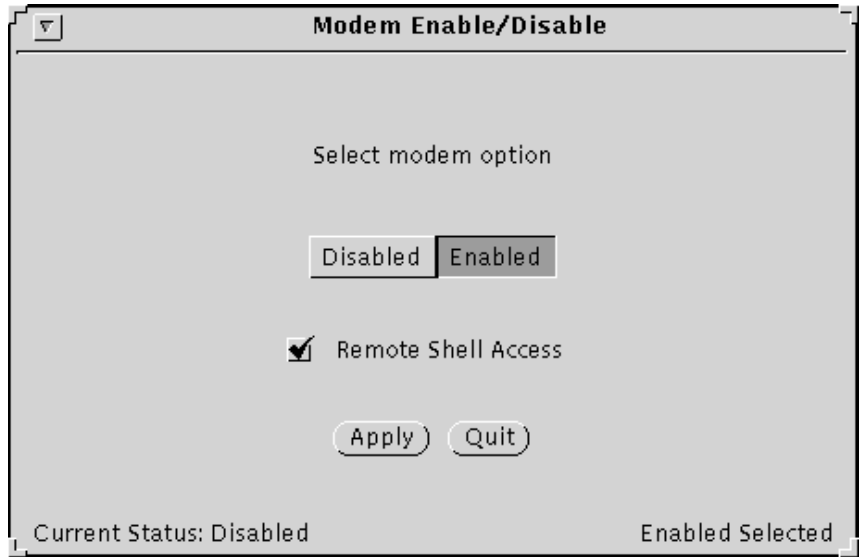 Modem Enable/Disable
Select modem option
Disabled Enabled
Remote Shell Access
Apply Quit
Current Status: Disabled Enabled Selected